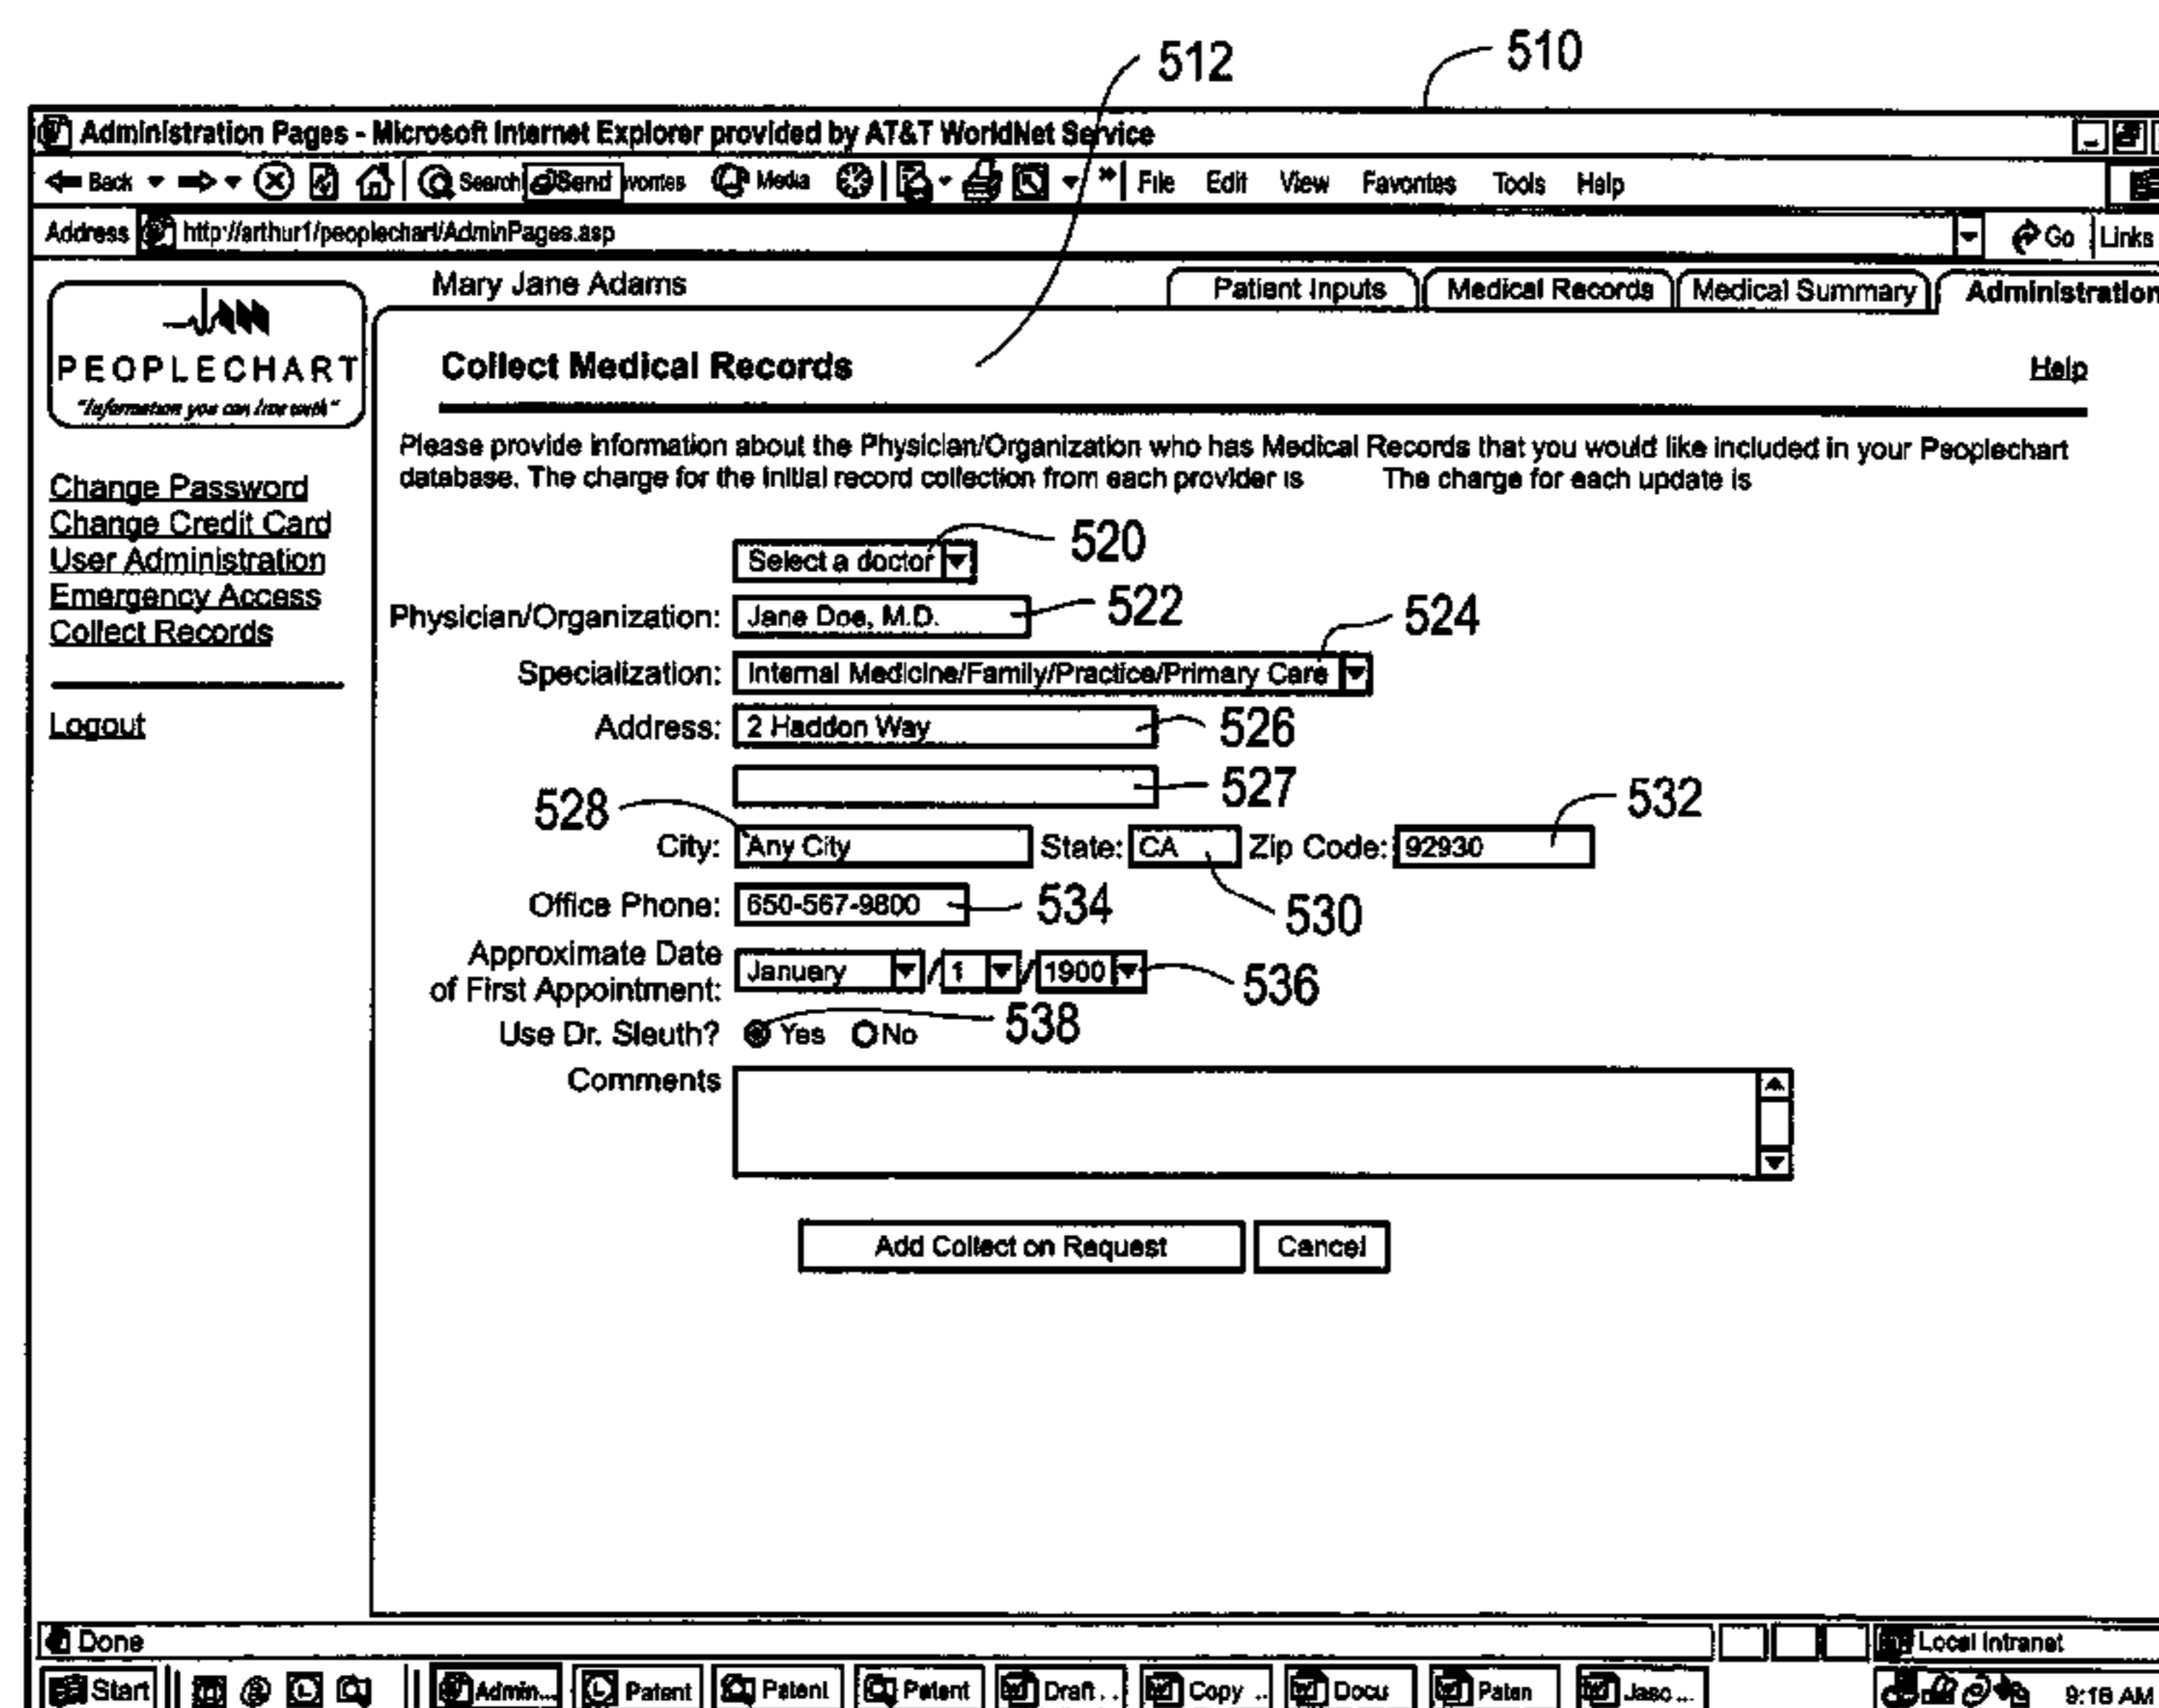 512 510
Administration Pages - Microsoft Internet Explorer provided by AT&T WorldNet Service
Back Search Send vorites Media File Edit View Favorites Tools Help
Address http://arthur1/peoplechart/AdminPages.asp Go Links
Mary Jane Adams Patient Inputs Medical Records Medical Summary Administration
PEOPLECHART
"Information you can live with"
Collect Medical Records Help
Please provide information about the Physician/Organization who has Medical Records that you would like included in your Peoplechart
database. The charge for the initial record collection from each provider is The charge for each update is
Change Password
Change Credit Card
User Administration
Emergency Access
Collect Records
Logout
Select a doctor 520
Physician/Organization: Jane Doe, M.D. 522
Specialization: Internal Medicine/Family/Practice/Primary Care 524
Address: 2 Haddon Way 526
527
528 City: Any City State: CA 530 Zip Code: 92930 532
Office Phone: 650-567-9800 534
Approximate Date
of First Appointment: January / 1 / 1900 536
Use Dr. Sleuth? Yes No 538
Comments
Add Collect on Request Cancel
Done Local Intranet
Start Admin... Patent Patent Patent Draft .. Copy .. Docu Paten Jasc ... 9:18 AM